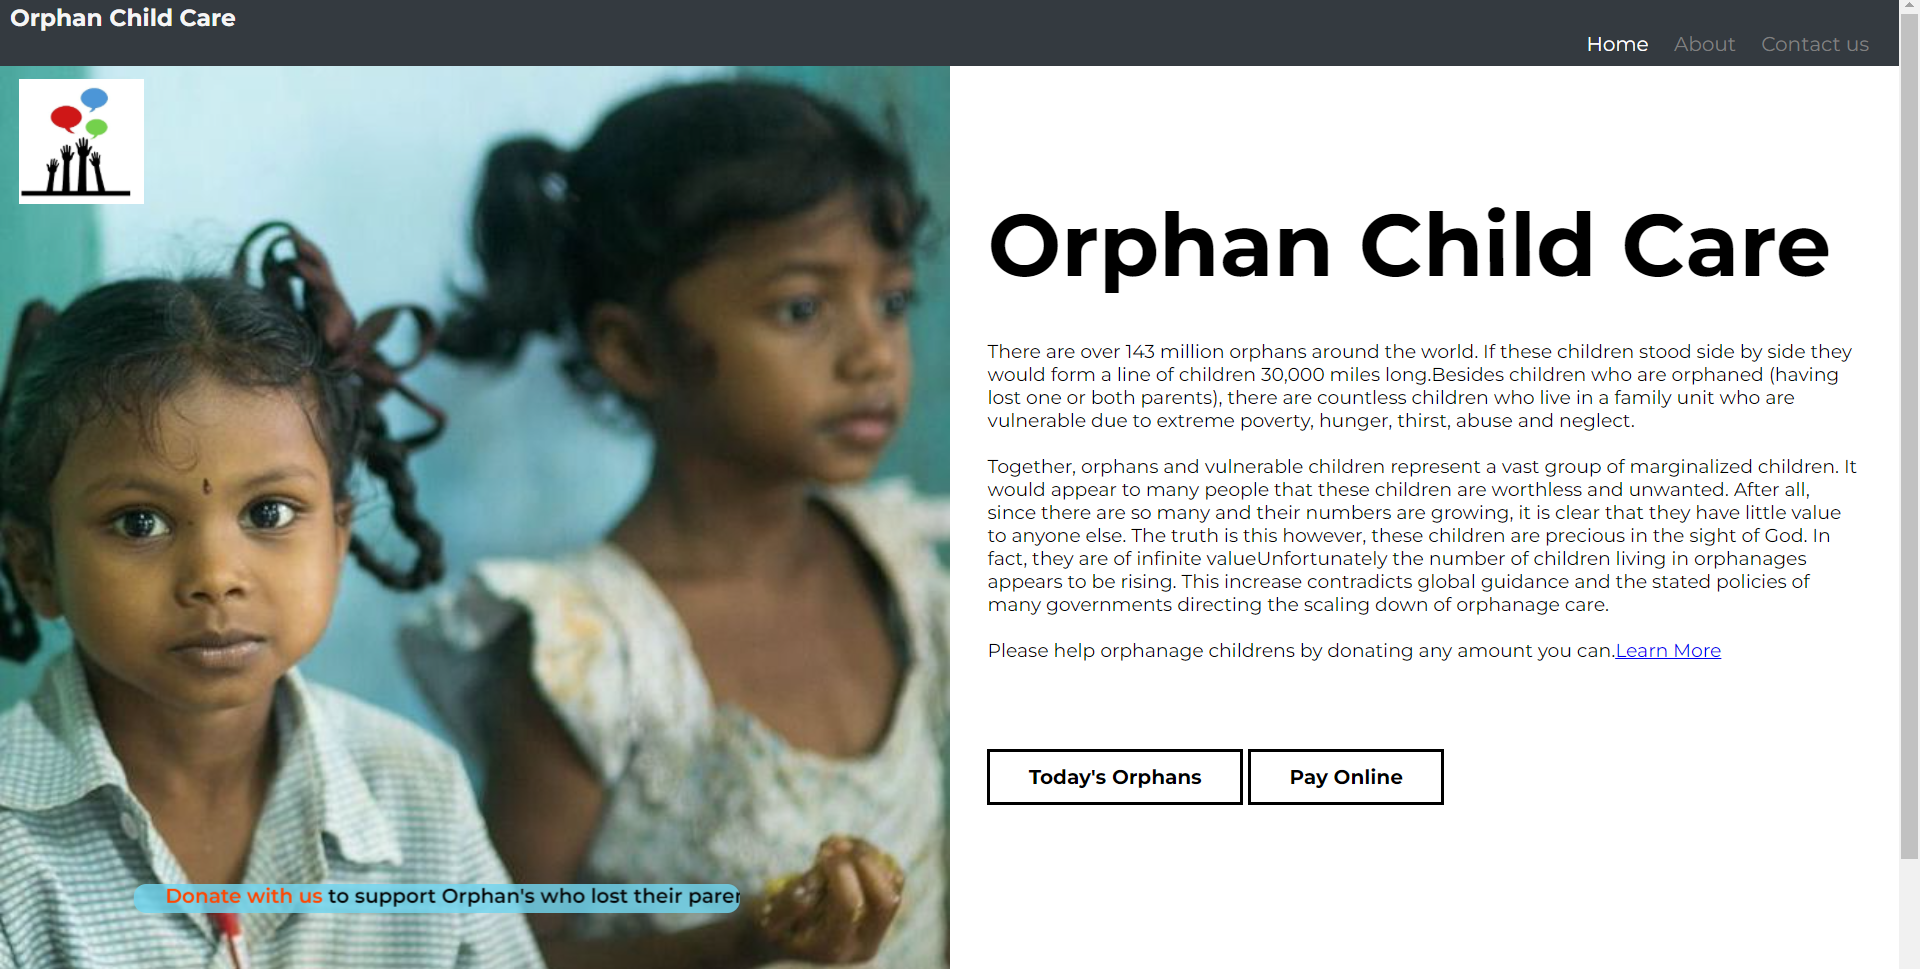 Orphan Child Care
Home About Contact us
Orphan Child Care
There are over 143 million orphans around the world. If these children stood side by side they
would form a line of children 30,000 miles long.Besides children who are orphaned (having
lost one or both parents), there are countless children who live in a family unit who are
vulnerable due to extreme poverty, hunger, thirst, abuse and neglect.
Together, orphans and vulnerable children represent a vast group of marginalized children. It
would appear to many people that these children are worthless and unwanted. After all,
since there are so many and their numbers are growing, it is clear that they have little value
to anyone else. The truth is this however, these children are precious in the sight of God. In
fact, they are of infinite valueUnfortunately the number of children living in orphanages
appears to be rising. This increase contradicts global guidance and the stated policies of
many governments directing the scaling down of orphanage care.
Please help orphanage childrens by donating any amount you can.Learn More
Today's Orphans Pay Online
Donate with us to support Orphan's who lost their